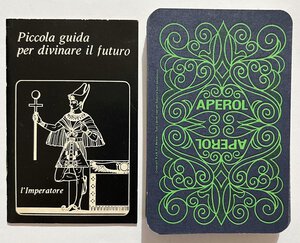 Piccola guida
per divinare il futuro
l'Imperatore
APEROL
APEROL